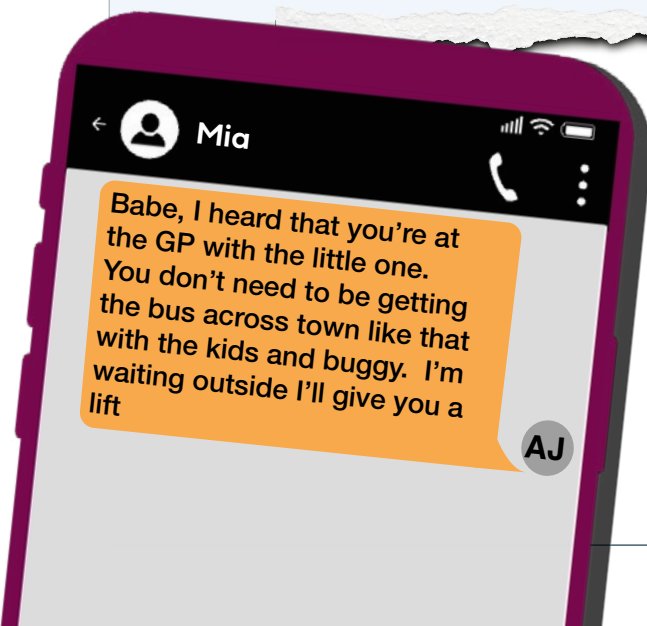 Mia
Babe, I heard that you’re at
the GP with the little one.
You don’t need to be getting
the bus across town like that
with the kids and buggy.  I’m
waiting outside I’ll give you a
lift
AJ